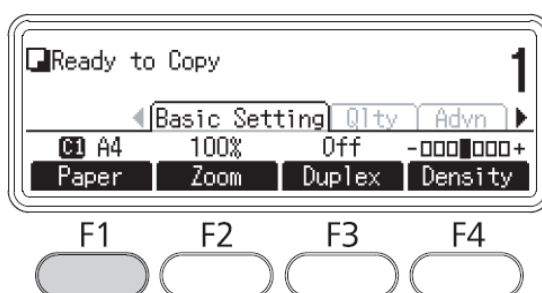 Ready to Copy 1
Basic Setting Qlty Advn
C1 A4 100% Off - +
Paper Zoom Duplex Density
F1 F2 F3 F4